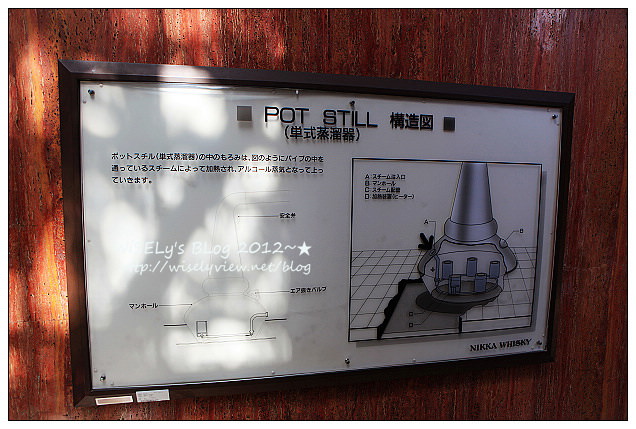 ■ POT STILL 構造図 ■
(単式蒸溜器)
ポットスチル(単式蒸溜器)の中のもろみは、図のようにパイプの中を
通っているスチームによって加熱され、アルコール蒸気となって上っ
ていきます。
A スチーム入口
B マンホール
C スチーム配管
D 加熱装置(ヒーター)
安全弁
A
B
WiSELy's Blog 2012~★
http://wiselyview.net/blog
エアー抜きバルブ
マンホール
C
D
NIKKA WHISKY